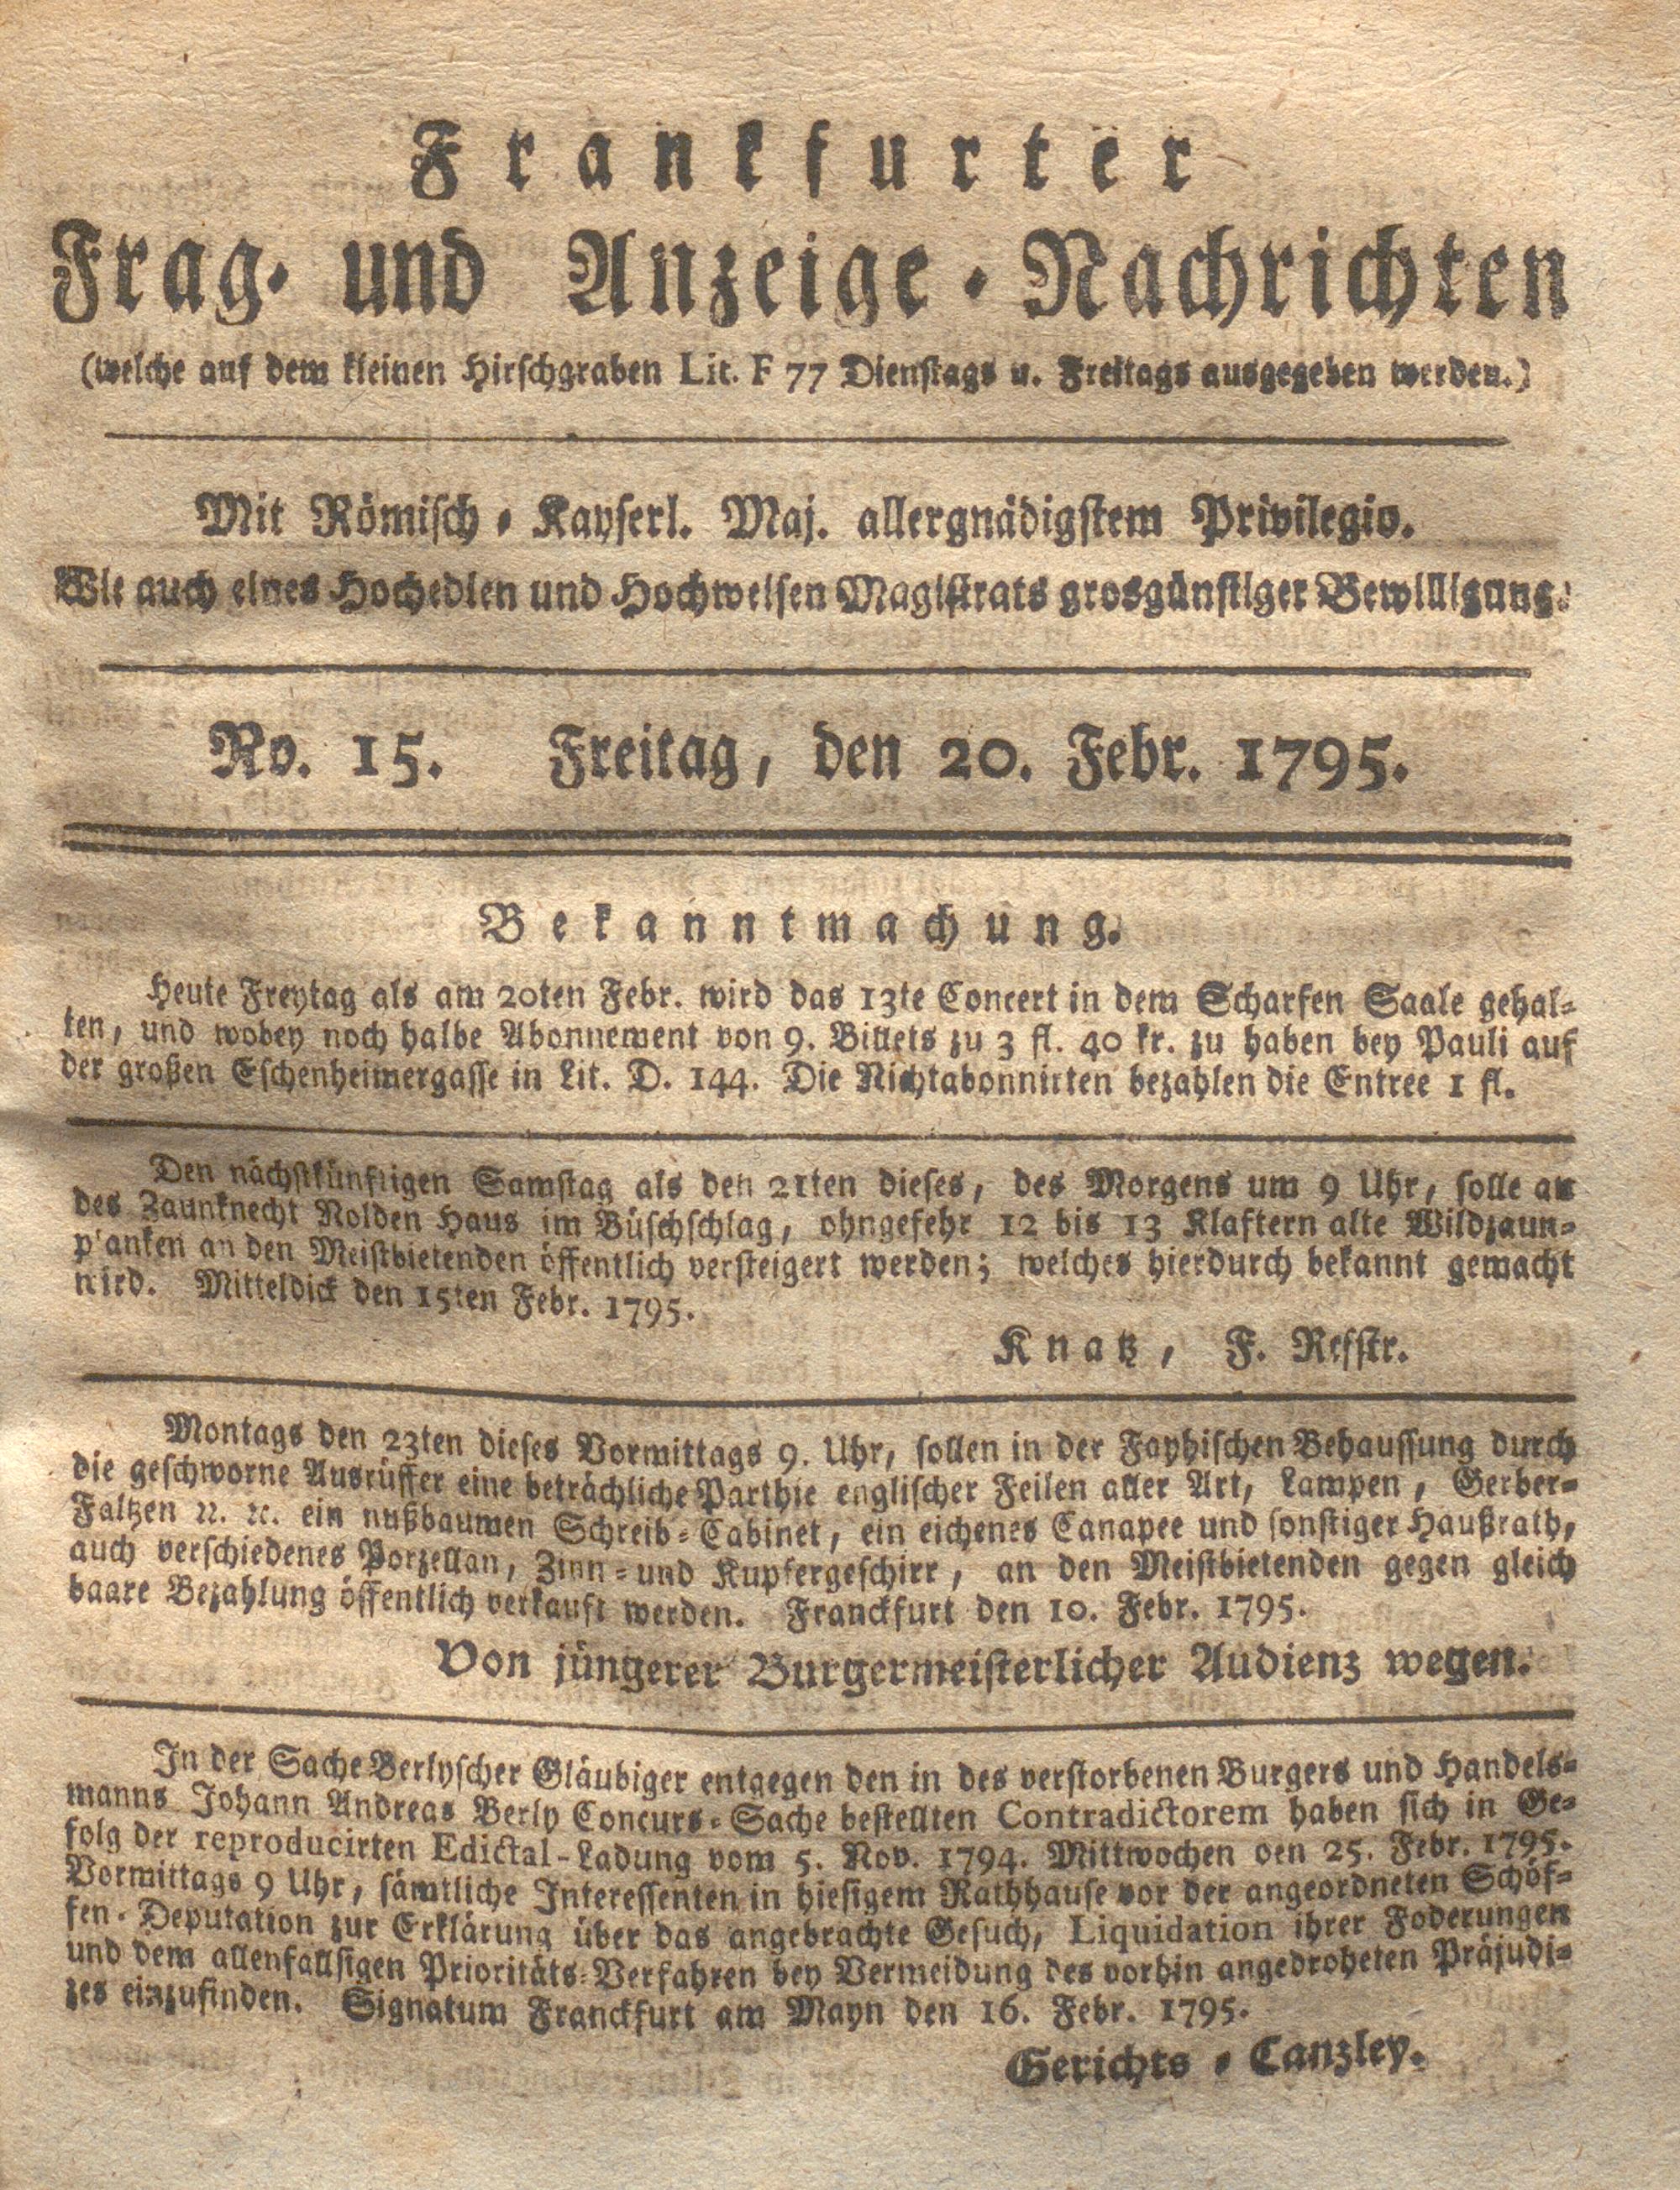 Frankfurter
Frag- und Anzeige-Nachrichten
(welche auf dem kleinen Hirschgraben Lit. F 77 Dienstags u. Freitags ausgegeben werden.)
Mit Römisch-Kayserl. Maj. allergnädigstem Privilegio.
Wie auch eines Hochedlen und Hochweisen Magistrats grosgünstiger Bewilligung.
No. 15. Freitag, den 20. Febr. 1795.
Bekanntmachung.
Heute Freytag als am 20ten Febr. wird das 13te Concert in dem Scharfen Saale gehal-
ten, und wobey noch halbe Abonnement von 9. Billets zu 3 fl. 40 kr. zu haben bey Pauli auf
der großen Eschenheimergasse in Lit. D. 144. Die Nichtabonnirten bezahlen die Entree 1 fl.
Den nächstkünftigen Samstag als den 21ten dieses, des Morgens um 9 Uhr, solle an
des Zaunknecht Nolden Haus im Büschschlag, ohngefehr 12 bis 13 Klaftern alte Wildzaun-
planken an den Meistbietenden öffentlich versteigert werden; welches hierdurch bekannt gemacht
wird. Mitteldick den 15ten Febr. 1795.
Knatz, F. Refstr.
Montags den 23ten dieses Vormittags 9. Uhr, sollen in der Fayhischen Behaussung durch
die geschworne Ausrüffer eine beträchliche Parthie englischer Feilen aller Art, Lampen, Gerber-
Faltzen ꝛc. ꝛc. ein nußbaumen Schreib-Cabinet, ein eichenes Canapee und sonstiger Haußrath,
auch verschiedenes Porzellan, Zinn- und Kupfergeschirr, an den Meistbietenden gegen gleich
baare Bezahlung öffentlich verkauft werden. Franckfurt den 10. Febr. 1795.
Von jüngerer Burgermeisterlicher Audienz wegen.
In der Sache Berlyscher Gläubiger entgegen den in des verstorbenen Burgers und Handels-
manns Johann Andreas Berly Concurs-Sache bestellten Contradictorem haben sich in Ge-
folg der reproducirten Edictal-Ladung vom 5. Nov. 1794. Mittwochen den 25. Febr. 1795.
Vormittags 9 Uhr, sämtliche Interessenten in hiesigem Rathhause vor der angeordneten Schöf-
fen-Deputation zur Erklärung über das angebrachte Gesuch, Liquidation ihrer Foderungen
und dem allenfallsigen Prioritäts-Verfahren bey Vermeidung des vorhin angedroheten Präjudi-
zes einzufinden. Signatum Franckfurt am Mayn den 16. Febr. 1795.
Gerichts-Canzley.